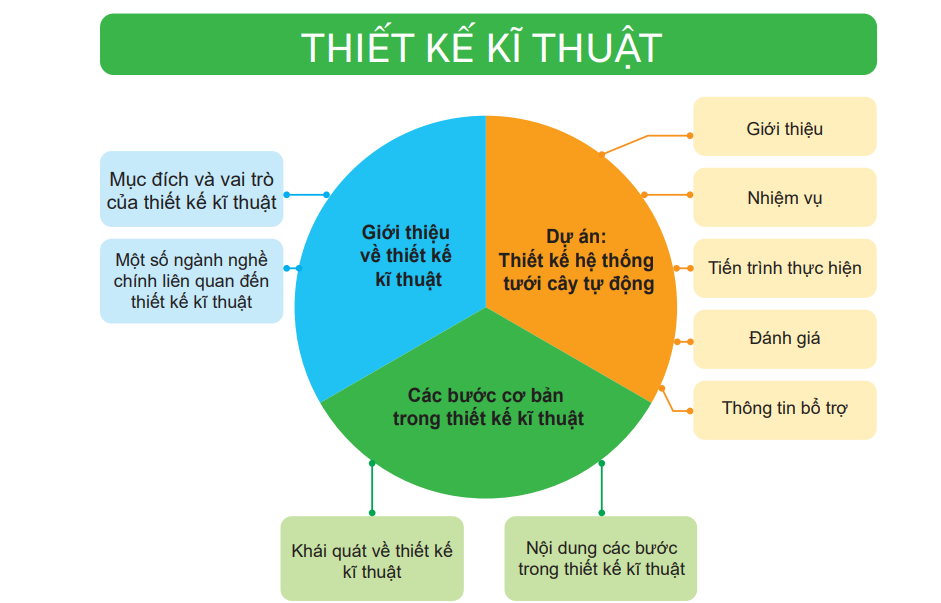 THIẾT KẾ KĨ THUẬT
Mục đích và vai trò
của thiết kế kĩ thuật
Một số ngành nghề
chính liên quan đến
thiết kế kĩ thuật
Giới thiệu
về thiết kế
kĩ thuật
Dự án:
Thiết kế hệ thống
tưới cây tự động
Giới thiệu
Nhiệm vụ
Tiến trình thực hiện
Đánh giá
Thông tin bổ trợ
Các bước cơ bản
trong thiết kế kĩ thuật
Khái quát về thiết kế
kĩ thuật
Nội dung các bước
trong thiết kế kĩ thuật